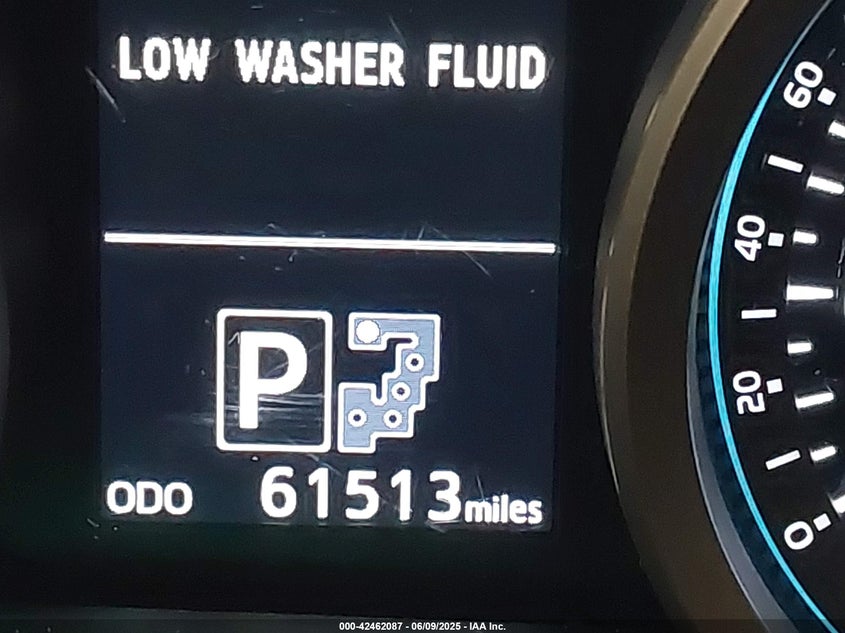 LOW WASHER FLUID
60
40
20
0
P
ODO 61513 miles
000-42462087 - 06/09/2025 - IAA Inc.